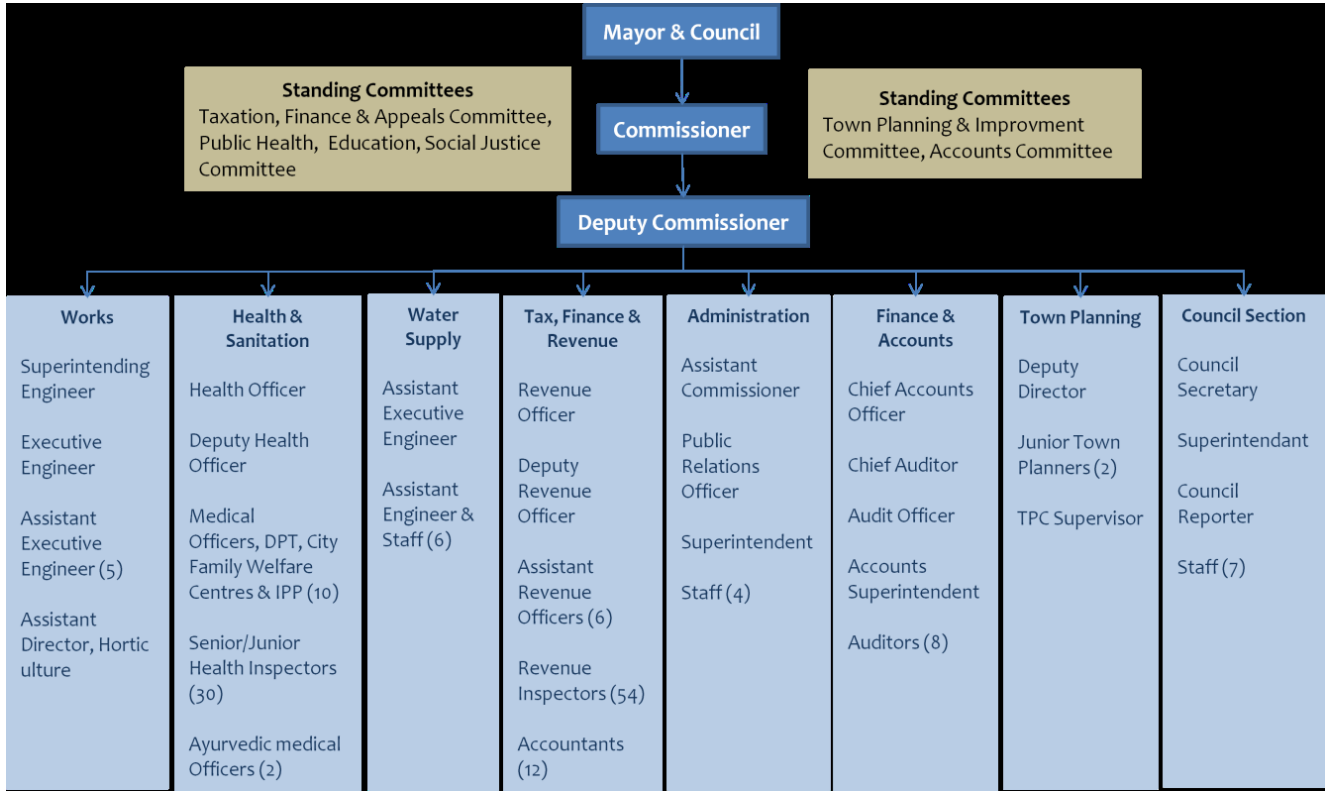 Mayor & Council
Standing Committees
Taxation, Finance & Appeals Committee,
Public Health, Education, Social Justice
Committee
Commissioner
Standing Committees
Town Planning & Improvment
Committee, Accounts Committee
Deputy Commissioner
Works
Superintending
Engineer
Executive
Engineer
Assistant
Executive
Engineer (5)
Assistant
Director, Hortic
ulture
Health &
Sanitation
Health Officer
Deputy Health
Officer
Medical
Officers, DPT, City
Family Welfare
Centres & IPP (10)
Senior/Junior
Health Inspectors
(30)
Ayurvedic medical
Officers (2)
Water
Supply
Assistant
Executive
Engineer
Assistant
Engineer &
Staff (6)
Tax, Finance &
Revenue
Revenue
Officer
Deputy
Revenue
Officer
Assistant
Revenue
Officers (6)
Revenue
Inspectors (54)
Accountants
(12)
Administration
Assistant
Commissioner
Public
Relations
Officer
Superintendent
Staff (4)
Finance &
Accounts
Chief Accounts
Officer
Chief Auditor
Audit Officer
Accounts
Superintendent
Auditors (8)
Town Planning
Deputy
Director
Junior Town
Planners (2)
TPC Supervisor
Council Section
Council
Secretary
Superintendant
Council
Reporter
Staff (7)